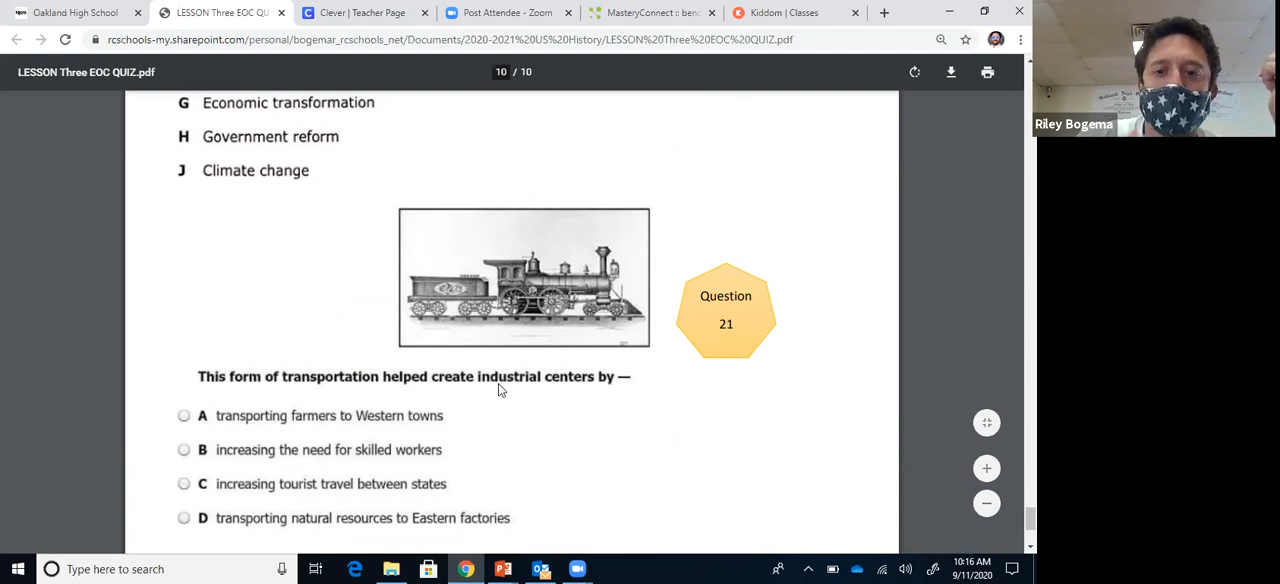 Oakland High School
LESSON Three EOC QU
Clever | Teacher Page
Post Attendee - Zoom
MasteryConnect :: benc
Kiddom | Classes
rcschools-my.sharepoint.com/personal/bogemar_rcschools_net/Documents/2020-2021%20US%20History/LESSON%20Three%20EOC%20QUIZ.pdf
LESSON Three EOC QUIZ.pdf
10 / 10
Riley Bogema
G Economic transformation
H Government reform
J Climate change
Question
21
This form of transportation helped create industrial centers by —
A transporting farmers to Western towns
B increasing the need for skilled workers
C increasing tourist travel between states
D transporting natural resources to Eastern factories
Type here to search
10:16 AM
9/11/2020